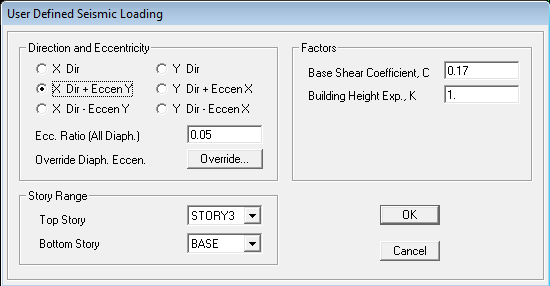 User Defined Seismic Loading
Direction and Eccentricity
X Dir
Y Dir
X Dir + Eccen Y
Y Dir + Eccen X
X Dir - Eccen Y
Y Dir - Eccen X
Ecc. Ratio (All Diaph.)
0.05
Override Diaph. Eccen.
Override...
Factors
Base Shear Coefficient, C
0.17
Building Height Exp., K
1.
Story Range
Top Story
STORY3
Bottom Story
BASE
OK
Cancel